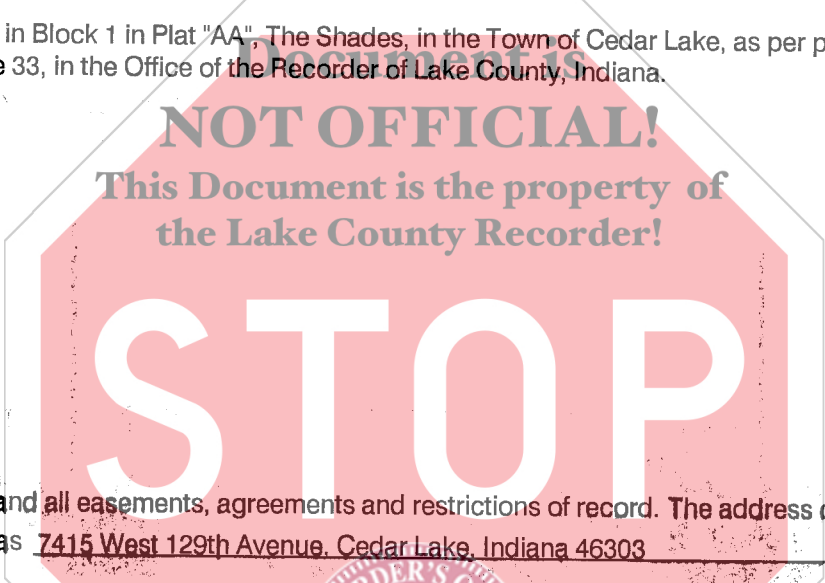 in Block 1 in Plat "AA", The Shades, in the Town of Cedar Lake, as per p
e 33, in the Office of the Recorder of Lake County, Indiana.
Document is
NOT OFFICIAL!
This Document is the property of
the Lake County Recorder!
STOP
and all easements, agreements and restrictions of record. The address
as 7415 West 129th Avenue, Cedar Lake, Indiana 46303
RDER'S